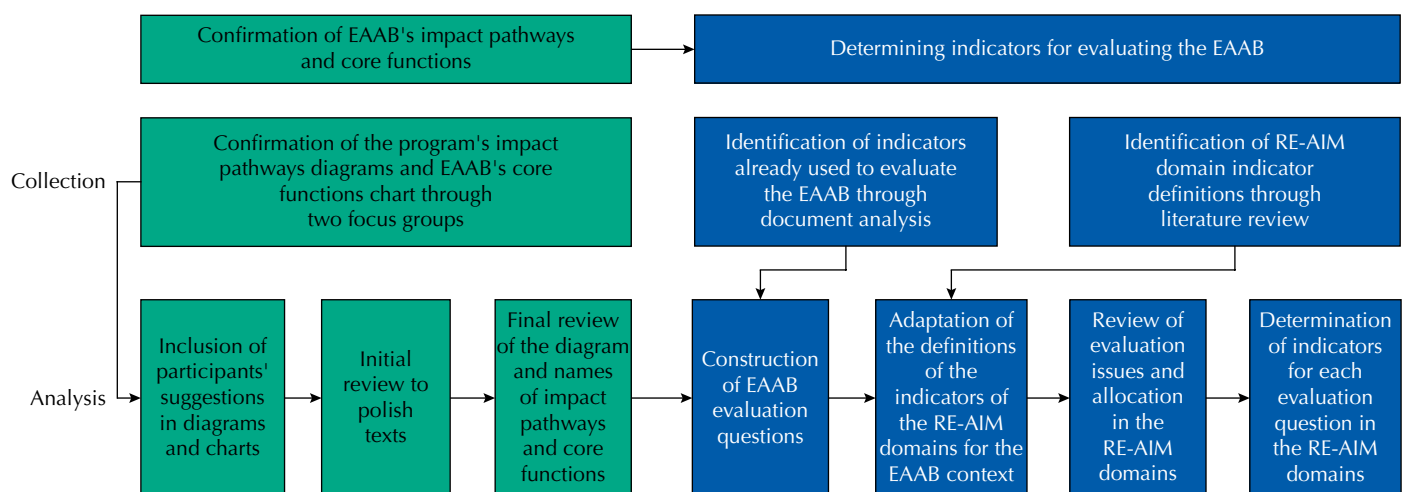 Confirmation of EAAB's impact pathways
and core functions
Determining indicators for evaluating the EAAB
Collection
Confirmation of the program's impact
pathways diagrams and EAAB's core
functions chart through
two focus groups
Identification of indicators
already used to evaluate
the EAAB through
document analysis
Identification of RE-AIM
domain indicator
definitions through
literature review
Analysis
Inclusion of
participants'
suggestions
in diagrams
and charts
Initial
review to
polish
texts
Final review
of the diagram
and names
of impact
pathways
and core
functions
Construction
of EAAB
evaluation
questions
Adaptation of
the definitions
of the
indicators of
the RE-AIM
domains for the
EAAB context
Review of
evaluation
issues and
allocation
in the
RE-AIM
domains
Determination
of indicators
for each
evaluation
question in
the RE-AIM
domains